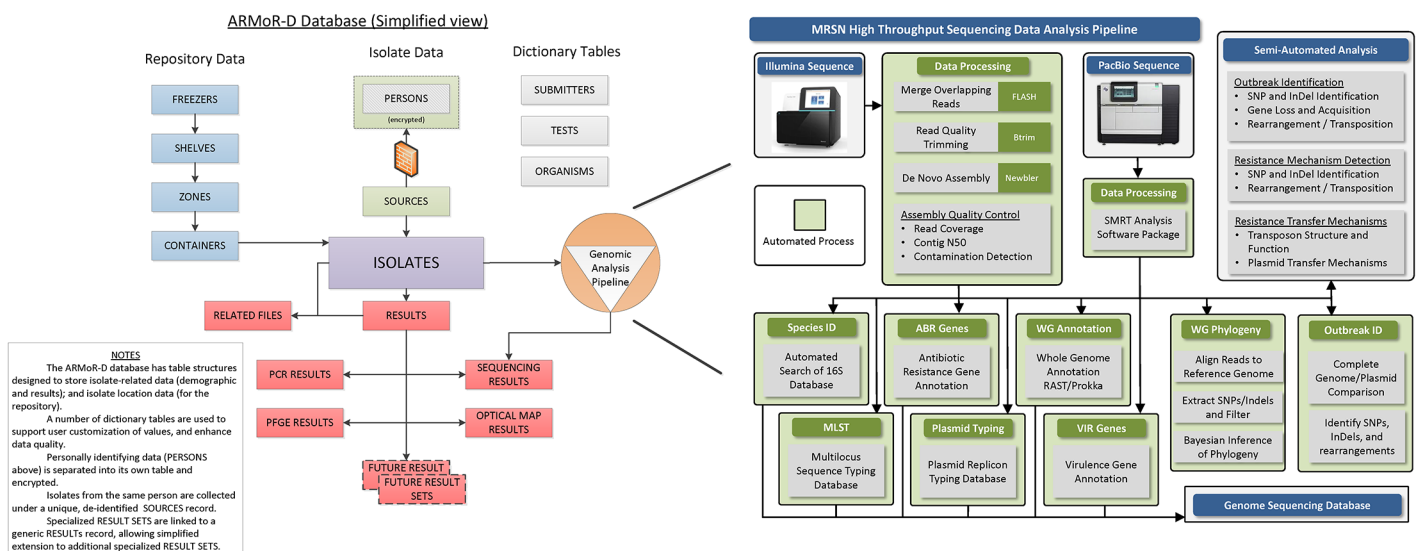 ARMoR-D Database (Simplified view)
Repository Data
FREEZERS
SHELVES
ZONES
CONTAINERS
Isolate Data
PERSONS
(encrypted)
SOURCES
ISOLATES
Dictionary Tables
SUBMITTERS
TESTS
ORGANISMS
Genomic
Analysis
Pipeline
RELATED FILES
RESULTS
PCR RESULTS
SEQUENCING
RESULTS
PFGE RESULTS
OPTICAL MAP
RESULTS
FUTURE RESULT
FUTURE RESULT
SETS
NOTES
The ARMoR-D database has table structures
designed to store isolate-related data (demographic
and results); and isolate location data (for the
repository).
A number of dictionary tables are used to
support user customization of values, and enhance
data quality.
Personally identifying data (PERSONS
above) is separated into its own table and
encrypted.
Isolates from the same person are collected
under a unique, de-identified SOURCES record.
Specialized RESULT SETS are linked to a
generic RESULTs record, allowing simplified
extension to additional specialized RESULT SETS.
MRSN High Throughput Sequencing Data Analysis Pipeline
Illumina Sequence
Automated Process
Data Processing
Merge Overlapping
Reads
FLASH
Read Quality
Trimming
Btrim
De Novo Assembly
Newbler
Assembly Quality Control
• Read Coverage
• Contig N50
• Contamination Detection
PacBio Sequence
Data Processing
SMRT Analysis
Software Package
Semi-Automated Analysis
Outbreak Identification
• SNP and InDel Identification
• Gene Loss and Acquisition
• Rearrangement / Transposition
Resistance Mechanism Detection
• SNP and InDel Identification
• Rearrangement / Transposition
Resistance Transfer Mechanisms
• Transposon Structure and
Function
• Plasmid Transfer Mechanisms
Species ID
Automated
Search of 16S
Database
ABR Genes
Antibiotic
Resistance Gene
Annotation
WG Annotation
Whole Genome
Annotation
RAST/Prokka
WG Phylogeny
Align Reads to
Reference Genome
Extract SNPs/Indels
and Filter
Bayesian Inference
of Phylogeny
Outbreak ID
Complete
Genome/Plasmid
Comparison
Identify SNPs,
InDels, and
rearrangements
MLST
Multilocus
Sequence Typing
Database
Plasmid Typing
Plasmid Replicon
Typing Database
VIR Genes
Virulence Gene
Annotation
Genome Sequencing Database